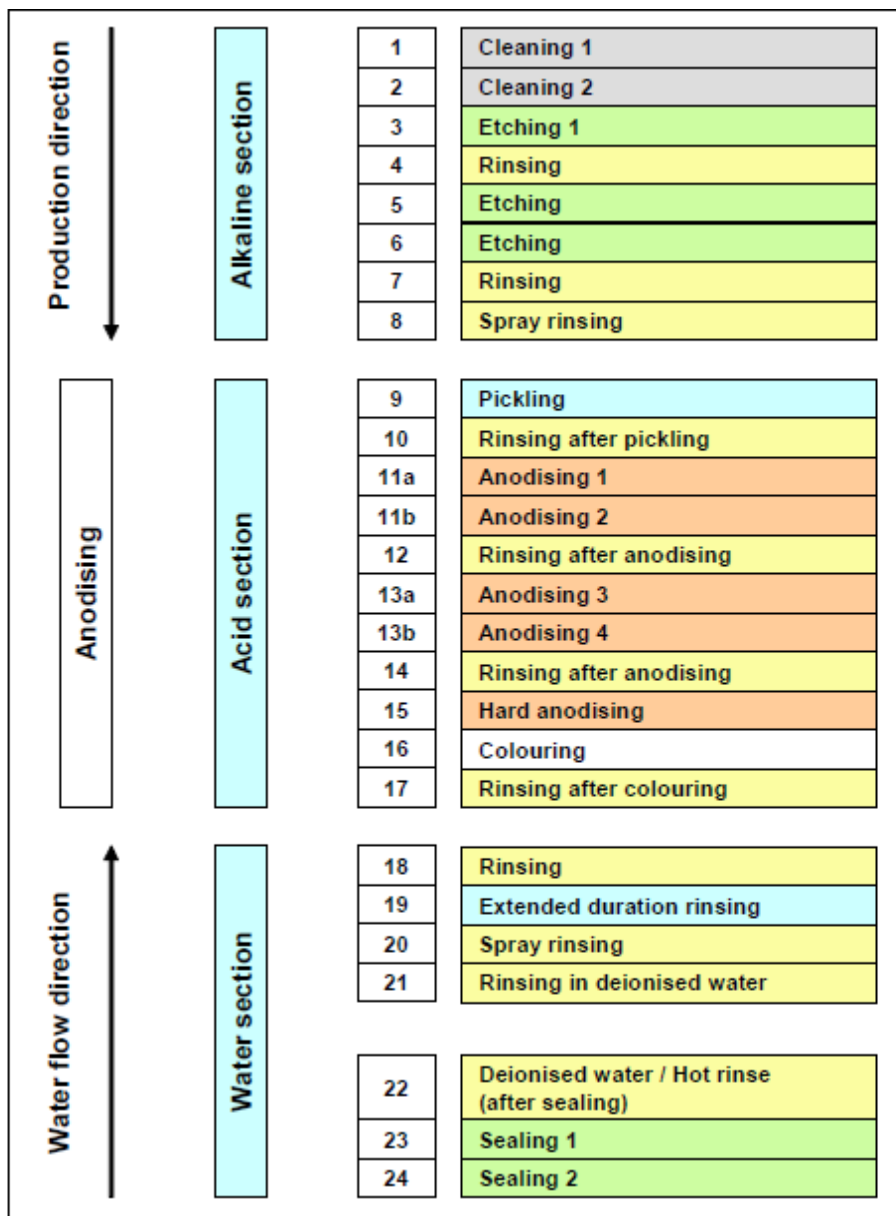 Production direction
Alkaline section
1 Cleaning 1
2 Cleaning 2
3 Etching 1
4 Rinsing
5 Etching
6 Etching
7 Rinsing
8 Spray rinsing
Anodising
Acid section
9 Pickling
10 Rinsing after pickling
11a Anodising 1
11b Anodising 2
12 Rinsing after anodising
13a Anodising 3
13b Anodising 4
14 Rinsing after anodising
15 Hard anodising
16 Colouring
17 Rinsing after colouring
Water flow direction
Water section
18 Rinsing
19 Extended duration rinsing
20 Spray rinsing
21 Rinsing in deionised water
22 Deionised water / Hot rinse
(after sealing)
23 Sealing 1
24 Sealing 2